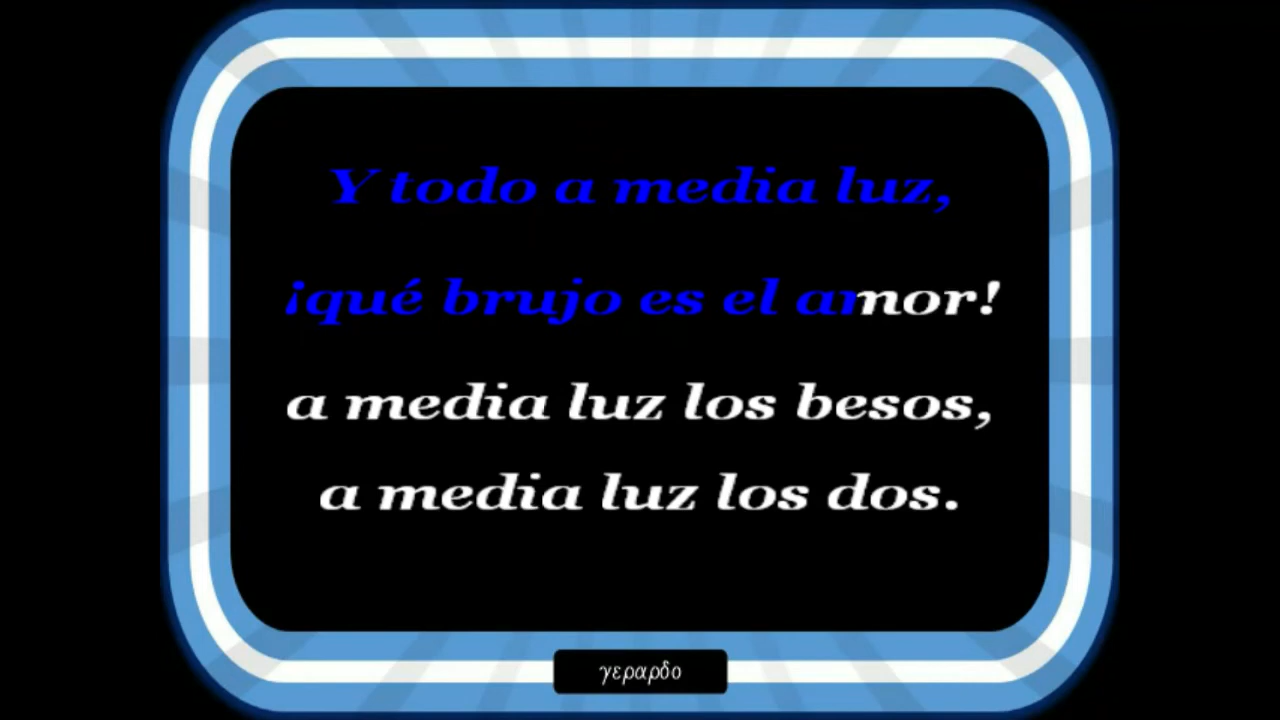 Y todo a media luz,
¡qué brujo es el amor!
a media luz los besos,
a media luz los dos.
γεραρδο